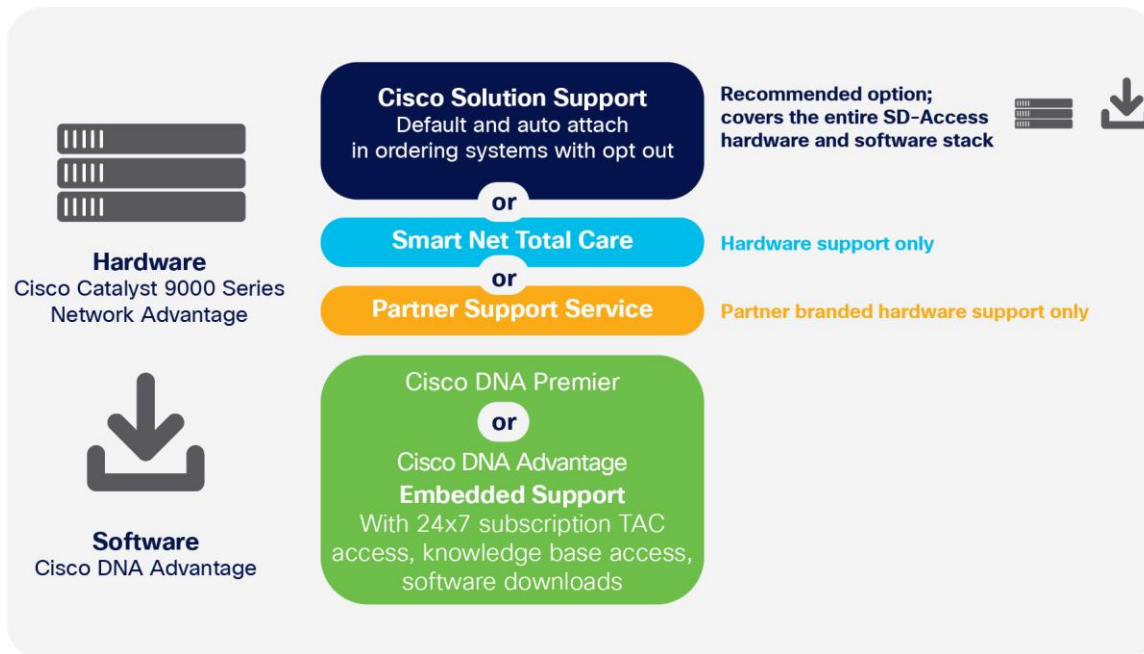 Cisco Solution Support
Default and auto attach
in ordering systems with opt out
Recommended option;
covers the entire SD-Access
hardware and software stack
or
Hardware
Cisco Catalyst 9000 Series
Network Advantage
Smart Net Total Care
Hardware support only
or
Partner Support Service
Partner branded hardware support only
Cisco DNA Premier
or
Cisco DNA Advantage
Embedded Support
With 24x7 subscription TAC
access, knowledge base access,
software downloads
Software
Cisco DNA Advantage